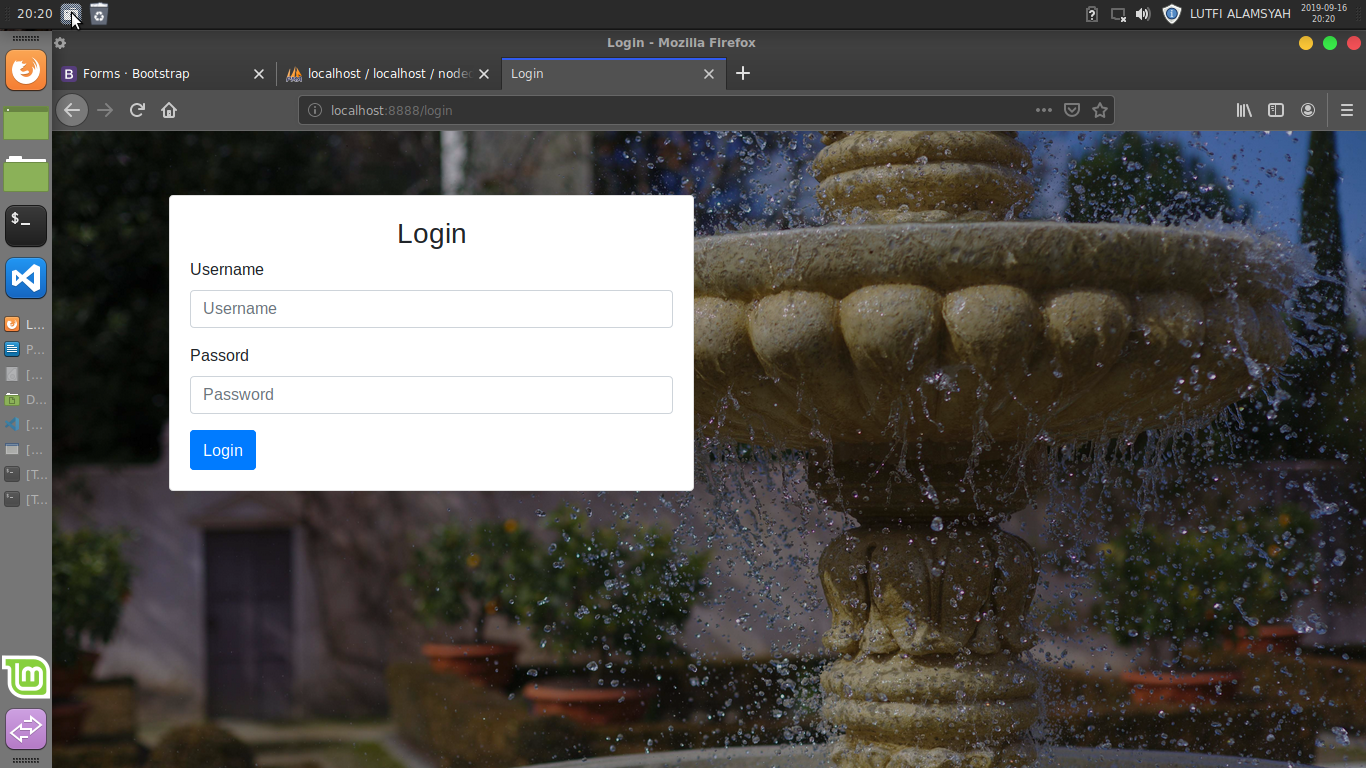 20:20
LUTFI ALAMSYAH
2019-09-16
20:20
Login - Mozilla Firefox
B Forms · Bootstrap
localhost / localhost / nodec
Login
localhost:8888/login
$_
L...
P...
[...
D...
[...
[...
[T...
[T...
Login
Username
Username
Passord
Password
Login